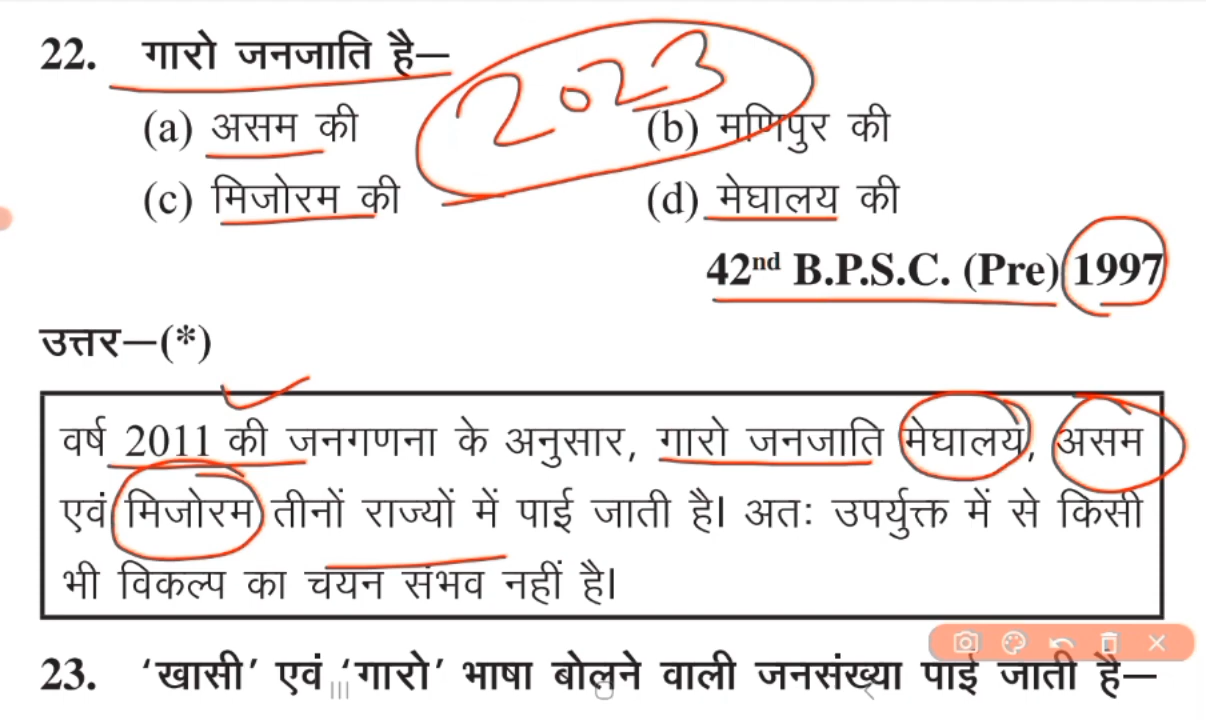 22. गारो जनजाति है–
2023
(a) असम की (b) मणिपुर की
(c) मिजोरम की (d) मेघालय की
42nd B.P.S.C. (Pre) 1997
उत्तर–(*)
वर्ष 2011 की जनगणना के अनुसार, गारो जनजाति मेघालय, असम
एवं मिजोरम तीनों राज्यों में पाई जाती है। अतः उपर्युक्त में से किसी
भी विकल्प का चयन संभव नहीं है।
23. ‘खासी’ एवं ‘गारो’ भाषा बोलने वाली जनसंख्या पाई जाती है–